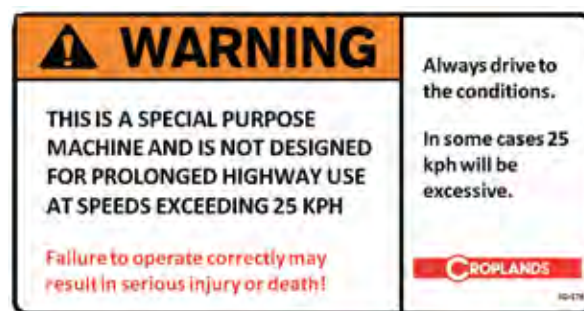 WARNING
THIS IS A SPECIAL PURPOSE
MACHINE AND IS NOT DESIGNED
FOR PROLONGED HIGHWAY USE
AT SPEEDS EXCEEDING 25 KPH
Failure to operate correctly may
result in serious injury or death!
Always drive to
the conditions.
In some cases 25
kph will be
excessive.
CROPLANDS